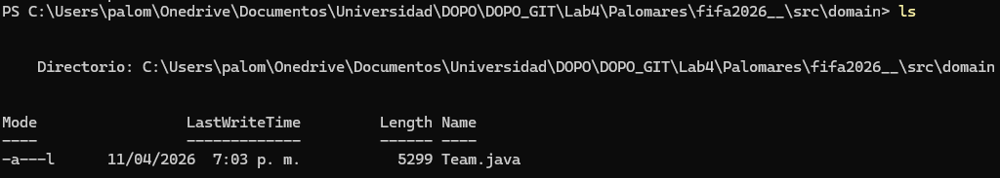 PS C:\Users\palom\Onedrive\Documentos\Universidad\DOPO\DOPO_GIT\Lab4\Palomares\fifa2026__\src\domain> ls
Directorio: C:\Users\palom\Onedrive\Documentos\Universidad\DOPO\DOPO_GIT\Lab4\Palomares\fifa2026__\src\domain
Mode                 LastWriteTime         Length Name
----                 -------------         ------ ----
-a---l      11/04/2026  7:03 p. m.           5299 Team.java